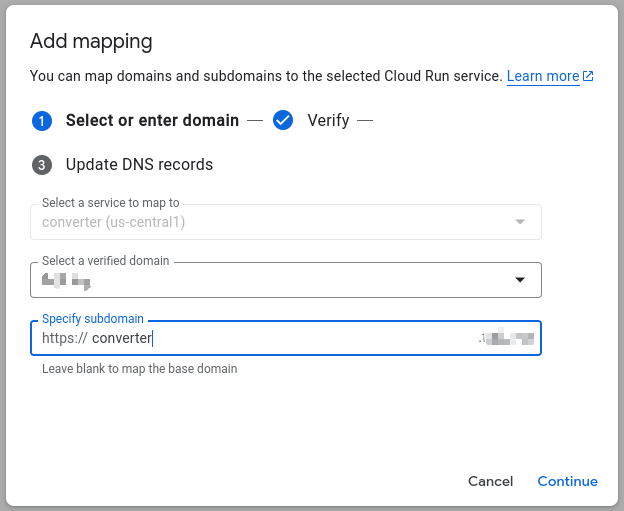 Add mapping
You can map domains and subdomains to the selected Cloud Run service. Learn more
1 Select or enter domain — Verify —
3 Update DNS records
Select a service to map to
converter (us-central1)
Select a verified domain
Specify subdomain
https:// converter
Leave blank to map the base domain
Cancel Continue